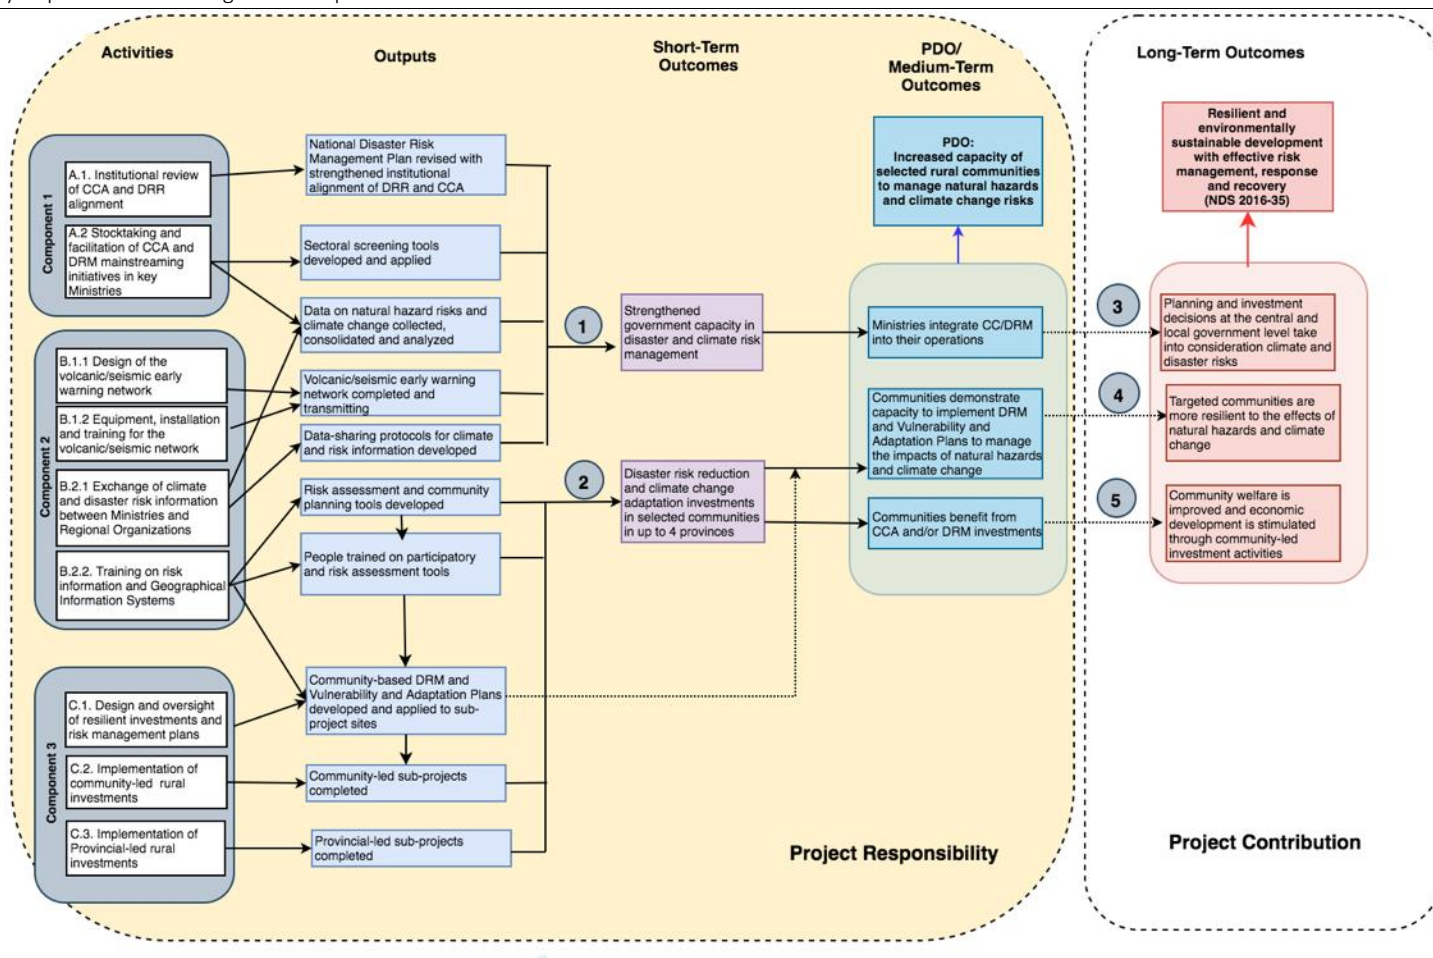 Activities
Outputs
Short-Term
Outcomes
PDO/
Medium-Term
Outcomes
Long-Term Outcomes
Component 1
A.1. Institutional review
of CCA and DRR
alignment
A.2 Stocktaking and
facilitation of CCA and
DRM mainstreaming
initiatives in key
Ministries
Component 2
B.1.1 Design of the
volcanic/seismic early
warning network
B.1.2 Equipment, installation
and training for the
volcanic/seismic network
B.2.1 Exchange of climate
and disaster risk information
between Ministries and
Regional Organizations
B.2.2. Training on risk
information and Geographical
Information Systems
Component 3
C.1. Design and oversight
of resilient investments and
risk management plans
C.2. Implementation of
community-led rural
investments
C.3. Implementation of
Provincial-led rural
investments
National Disaster Risk
Management Plan revised with
strengthened institutional
alignment of DRR and CCA
Sectoral screening tools
developed and applied
Data on natural hazard risks and
climate change collected,
consolidated and analyzed
Volcanic/seismic early warning
network completed and
transmitting
Data-sharing protocols for climate
and risk information developed
Risk assessment and community
planning tools developed
People trained on participatory
and risk assessment tools
Community-based DRM and
Vulnerability and Adaptation Plans
developed and applied to sub-
project sites
Community-led sub-projects
completed
Provincial-led sub-projects
completed
1
2
Strengthened
government capacity in
disaster and climate risk
management
Disaster risk reduction
and climate change
adaptation investments
in selected communities
in up to 4 provinces
PDO:
Increased capacity of
selected rural communities
to manage natural hazards
and climate change risks
Ministries integrate CC/DRM
into their operations
Communities demonstrate
capacity to implement DRM
and Vulnerability and
Adaptation Plans to manage
the impacts of natural hazards
and climate change
Communities benefit from
CCA and/or DRM investments
3
4
5
Resilient and
environmentally
sustainable development
with effective risk
management, response
and recovery
(NDS 2016-35)
Planning and investment
decisions at the central and
local government level take
into consideration climate and
disaster risks
Targeted communities are
more resilient to the effects of
natural hazards and climate
change
Community welfare is
improved and economic
development is stimulated
through community-led
investment activities
Project Responsibility
Project Contribution